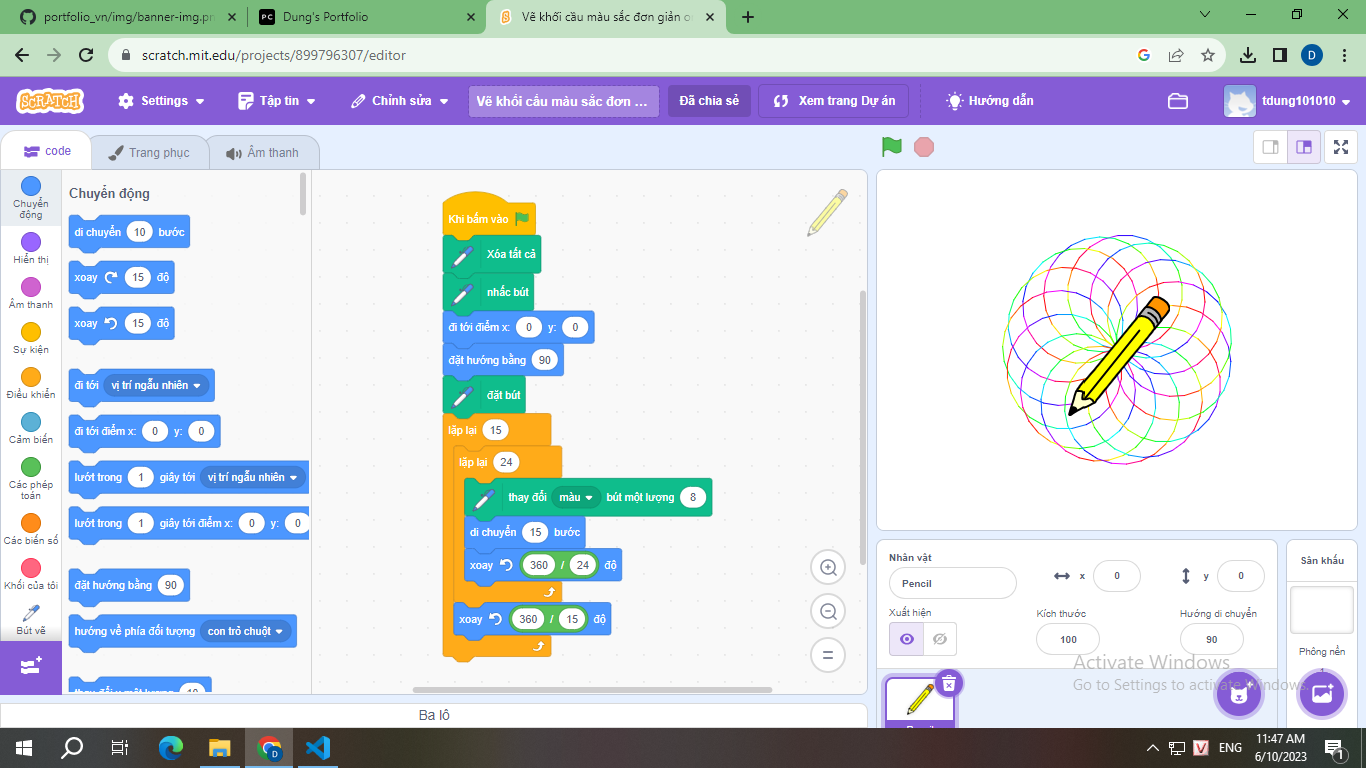 portfolio_vn/img/banner-img.pn
Dung's Portfolio
Vẽ khối cầu màu sắc đơn giản o
scratch.mit.edu/projects/899796307/editor
D
SCRATCH
Settings
Tập tin
Chỉnh sửa
Vẽ khối cầu màu sắc đơn ...
Đã chia sẻ
Xem trang Dự án
Hướng dẫn
tdung101010
code
Trang phục
Âm thanh
Chuyển động
Hiển thị
Âm thanh
Sự kiện
Điều khiển
Cảm biến
Các phép toán
Các biến số
Khối của tôi
Bút vẽ
Chuyển động
di chuyển 10 bước
xoay 15 độ
xoay 15 độ
đi tới vị trí ngẫu nhiên
đi tới điểm x: 0 y: 0
lướt trong 1 giây tới vị trí ngẫu nhiên
lướt trong 1 giây tới điểm x: 0 y: 0
đặt hướng bằng 90
hướng về phía đối tượng con trỏ chuột
thay đổi x một lượng 10
Khi bấm vào
Xóa tất cả
nhấc bút
đi tới điểm x: 0 y: 0
đặt hướng bằng 90
đặt bút
lặp lại 15
lặp lại 24
thay đổi màu bút một lượng 8
di chuyển 15 bước
xoay 360 / 24 độ
xoay 360 / 15 độ
Nhân vật
Pencil
x 0
y 0
Xuất hiện
Kích thước
100
Hướng di chuyển
90
Sân khấu
Phông nền
Activate Windows
Go to Settings to activate Windows.
Ba lô
D
ENG
11:47 AM
6/10/2023
1